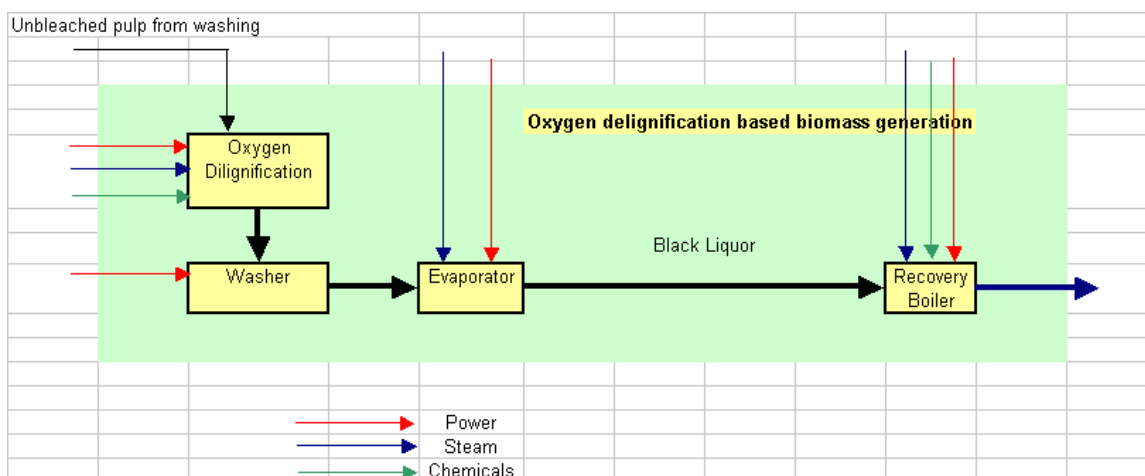 Unbleached pulp from washing
Oxygen delignification based biomass generation
Oxygen
Dilignification
Black Liquor
Washer
Evaporator
Recovery
Boiler
Power
Steam
Chemicals